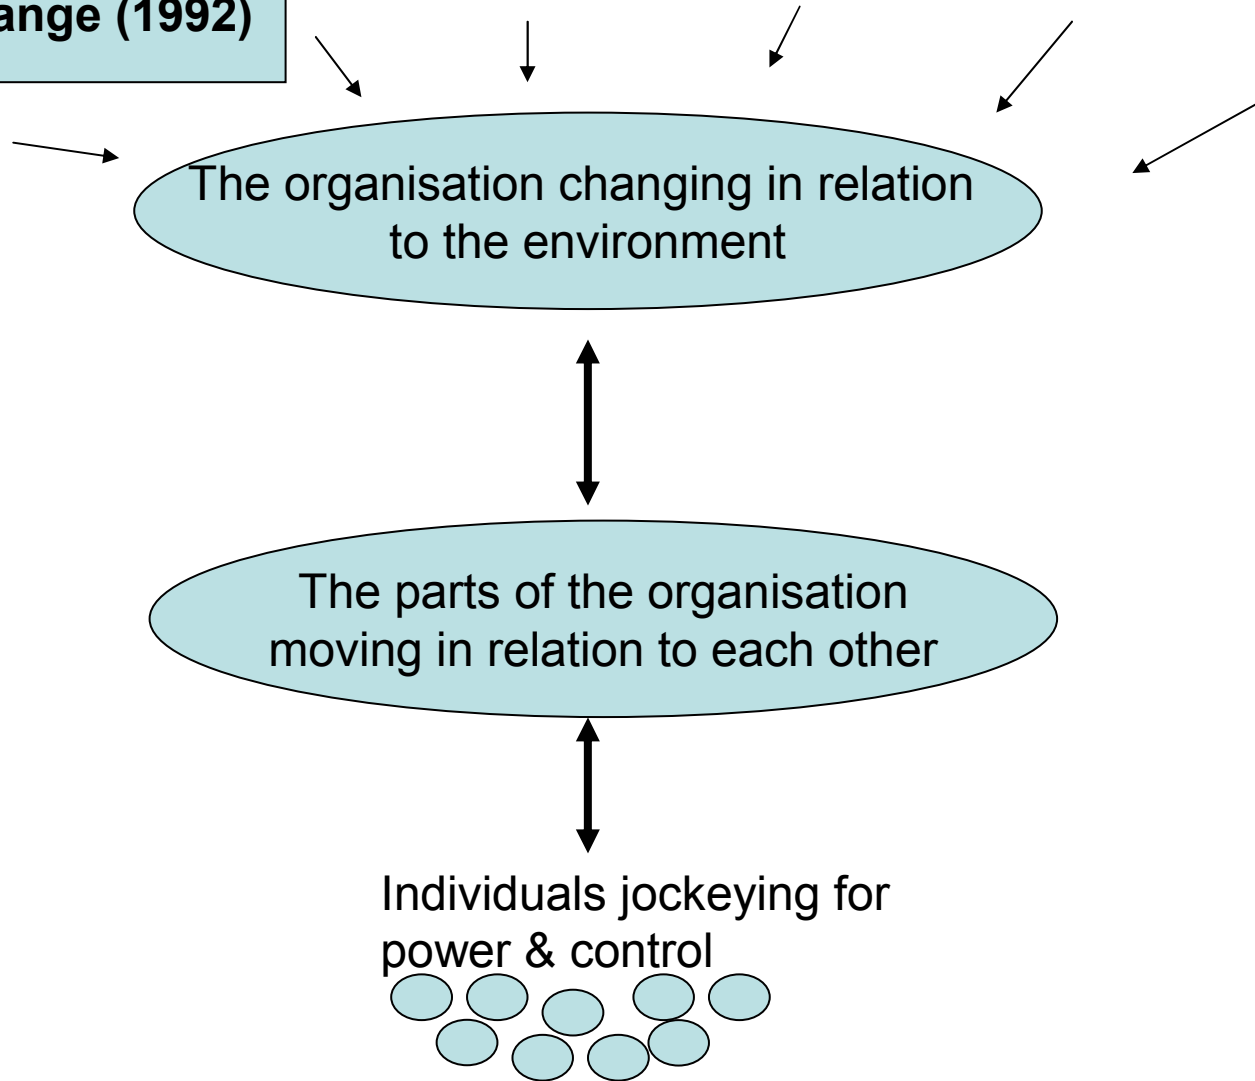 ange (1992)
The organisation changing in relation
to the environment
The parts of the organisation
moving in relation to each other
Individuals jockeying for
power & control